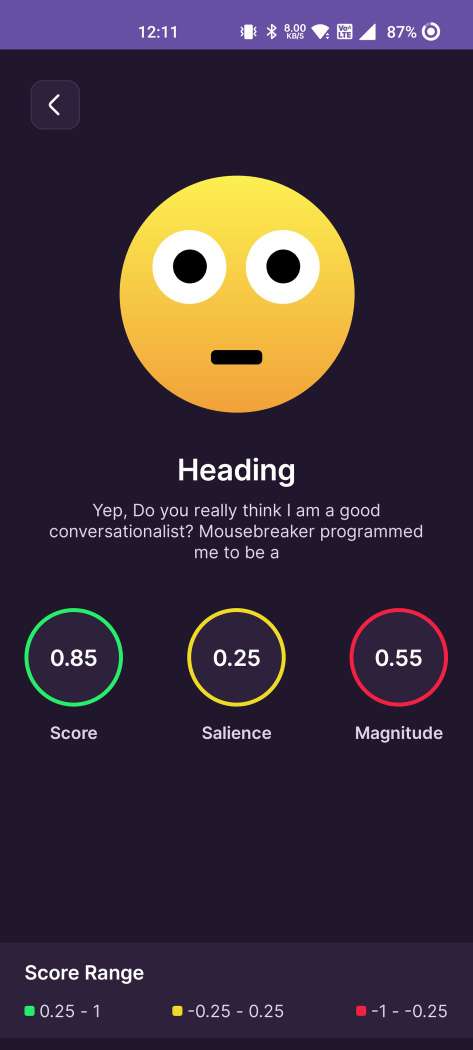 12:11 8.00 KB/S Vo LTE 87%
Heading
Yep, Do you really think I am a good
conversationalist? Mousebreaker programmed
me to be a
0.85 0.25 0.55
Score Salience Magnitude
Score Range
0.25 - 1 -0.25 - 0.25 -1 - -0.25